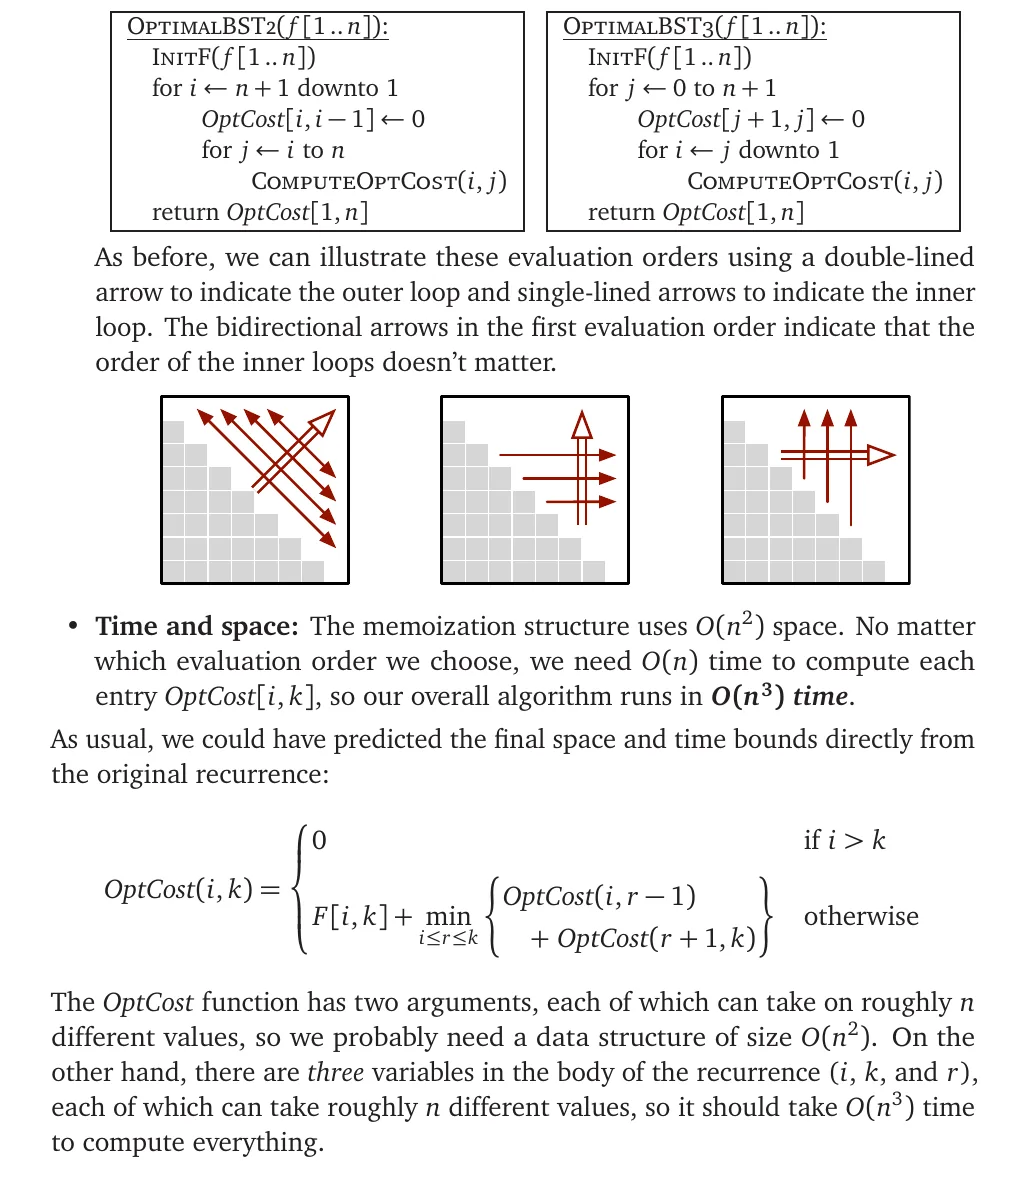 OPTIMALBST2(f[1..n]):
INITF(f[1..n])
for i ← n + 1 downto 1
OptCost[i, i − 1] ← 0
for j ← i to n
COMPUTEOPTCOST(i, j)
return OptCost[1, n]
OPTIMALBST3(f[1..n]):
INITF(f[1..n])
for j ← 0 to n + 1
OptCost[j + 1, j] ← 0
for i ← j downto 1
COMPUTEOPTCOST(i, j)
return OptCost[1, n]
As before, we can illustrate these evaluation orders using a double-lined
arrow to indicate the outer loop and single-lined arrows to indicate the inner
loop. The bidirectional arrows in the first evaluation order indicate that the
order of the inner loops doesn’t matter.
• Time and space: The memoization structure uses O(n²) space. No matter
which evaluation order we choose, we need O(n) time to compute each
entry OptCost[i, k], so our overall algorithm runs in O(n³) time.
As usual, we could have predicted the final space and time bounds directly from
the original recurrence:
OptCost(i, k) = { 0 if i > k
F[i, k] + min i≤r≤k { OptCost(i, r − 1) + OptCost(r + 1, k) } otherwise
The OptCost function has two arguments, each of which can take on roughly n
different values, so we probably need a data structure of size O(n²). On the
other hand, there are three variables in the body of the recurrence (i, k, and r),
each of which can take roughly n different values, so it should take O(n³) time
to compute everything.